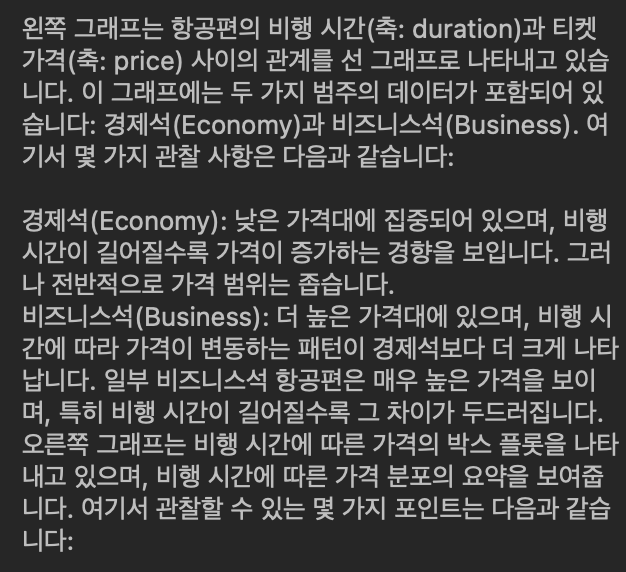 왼쪽 그래프는 항공편의 비행 시간(축: duration)과 티켓
가격(축: price) 사이의 관계를 선 그래프로 나타내고 있습
니다. 이 그래프에는 두 가지 범주의 데이터가 포함되어 있
습니다: 경제석(Economy)과 비즈니스석(Business). 여
기서 몇 가지 관찰 사항은 다음과 같습니다:

경제석(Economy): 낮은 가격대에 집중되어 있으며, 비행
시간이 길어질수록 가격이 증가하는 경향을 보입니다. 그러
나 전반적으로 가격 범위는 좁습니다.
비즈니스석(Business): 더 높은 가격대에 있으며, 비행 시
간에 따라 가격이 변동하는 패턴이 경제석보다 더 크게 나타
납니다. 일부 비즈니스석 항공편은 매우 높은 가격을 보이
며, 특히 비행 시간이 길어질수록 그 차이가 두드러집니다.
오른쪽 그래프는 비행 시간에 따른 가격의 박스 플롯을 나타
내고 있으며, 비행 시간에 따른 가격 분포의 요약을 보여줍
니다. 여기서 관찰할 수 있는 몇 가지 포인트는 다음과 같습
니다: